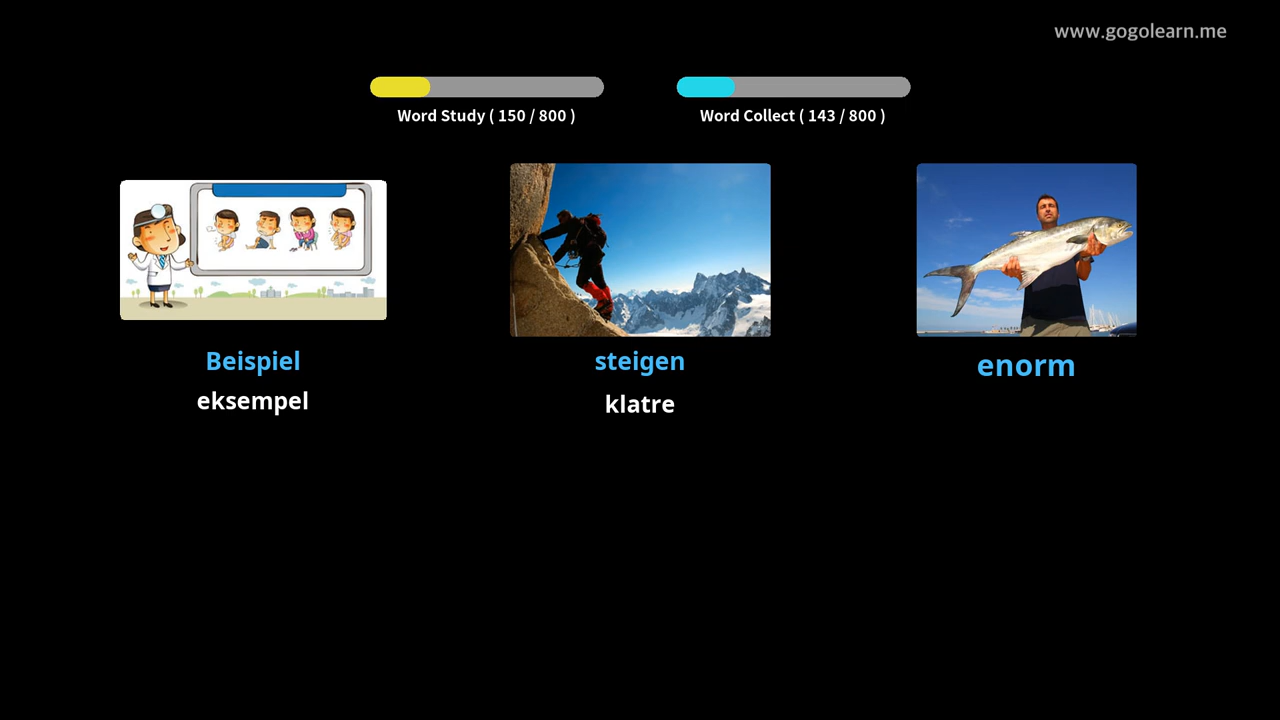 www.gogolearn.me
Word Study ( 150 / 800 )
Word Collect ( 143 / 800 )
Beispiel
eksempel
steigen
klatre
enorm